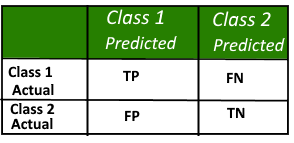 Class 1 Class 2
Predicted Predicted
Class 1 TP FN
Actual
Class 2 FP TN
Actual